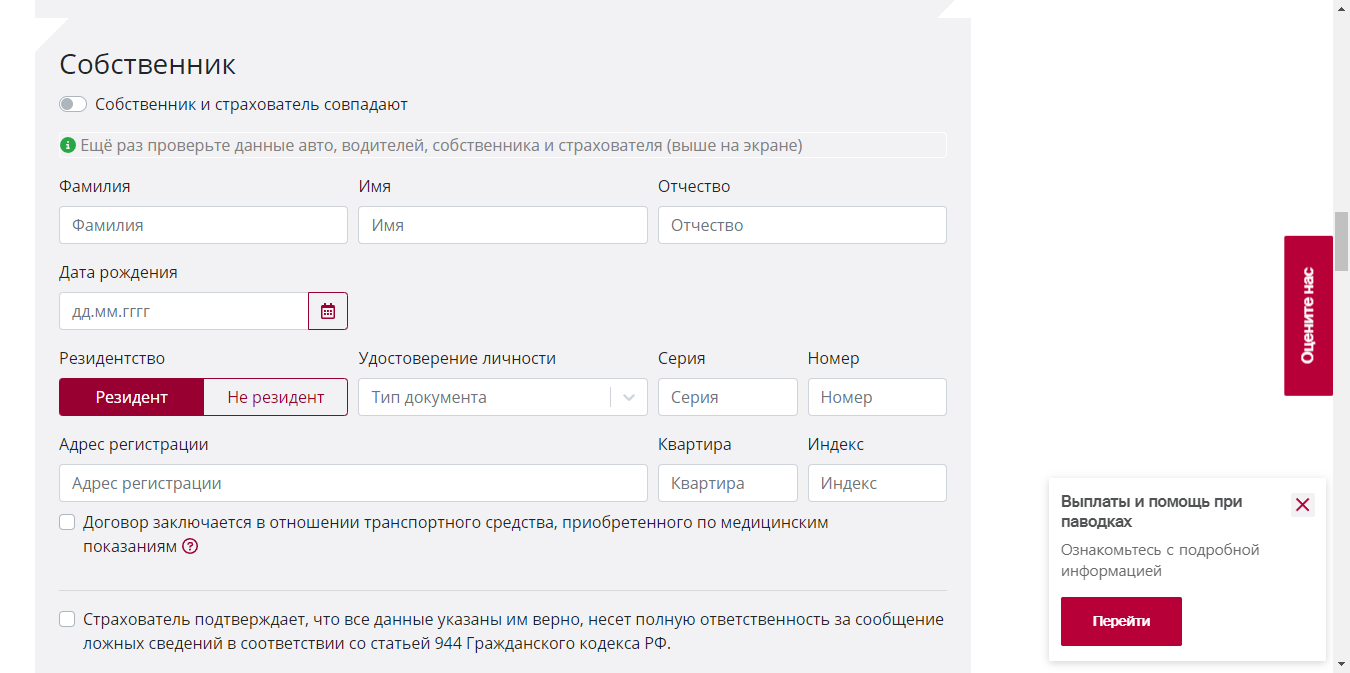 Собственник
Собственник и страхователь совпадают
Ещё раз проверьте данные авто, водителей, собственника и страхователя (выше на экране)
Фамилия Имя Отчество
Фамилия Имя Отчество
Дата рождения
дд.мм.гггг
Резидентство Удостоверение личности Серия Номер
Резидент Не резидент Тип документа Серия Номер
Адрес регистрации Квартира Индекс
Адрес регистрации Квартира Индекс
Договор заключается в отношении транспортного средства, приобретенного по медицинским
показаниям
Страхователь подтверждает, что все данные указаны им верно, несет полную ответственность за сообщение
ложных сведений в соответствии со статьей 944 Гражданского кодекса РФ.
Оцените нас
Выплаты и помощь при
паводках
Ознакомьтесь с подробной
информацией
Перейти